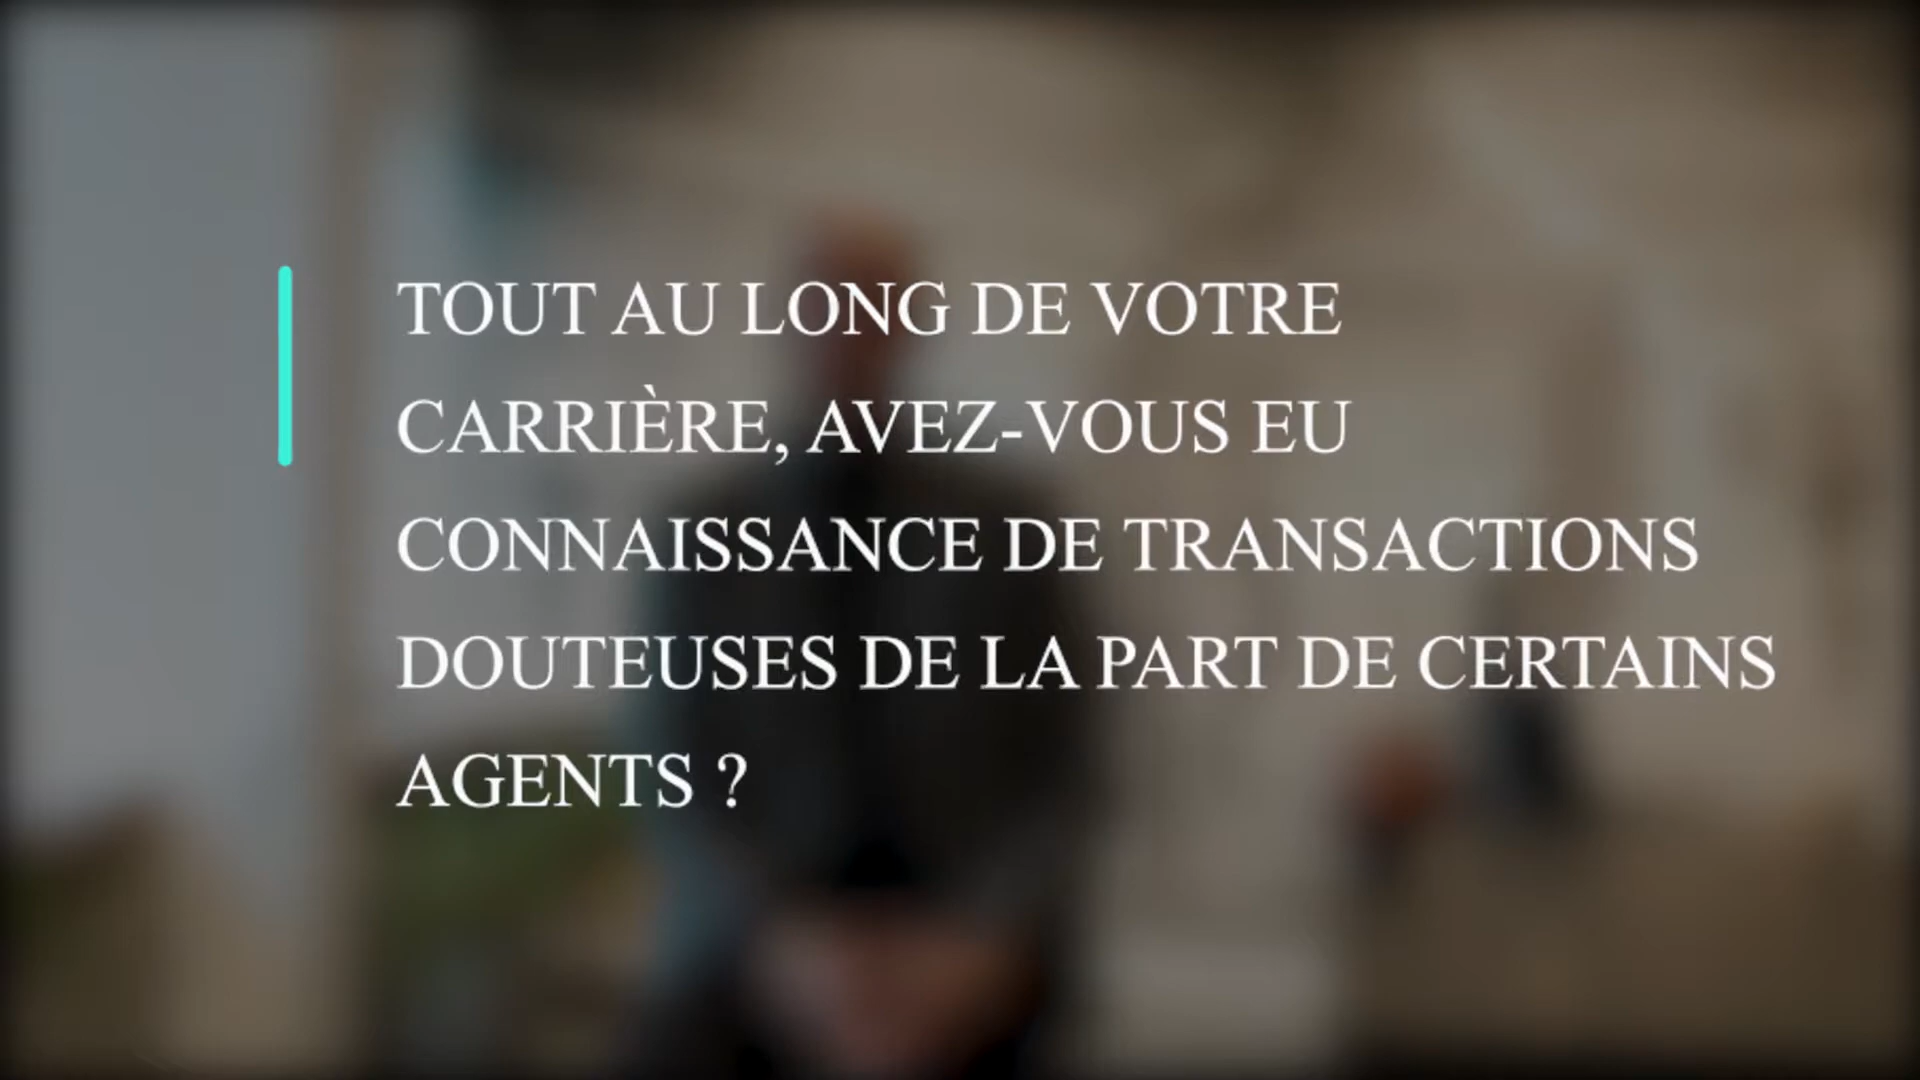 TOUT AU LONG DE VOTRE
CARRIÈRE, AVEZ-VOUS EU
CONNAISSANCE DE TRANSACTIONS
DOUTEUSES DE LA PART DE CERTAINS
AGENTS ?